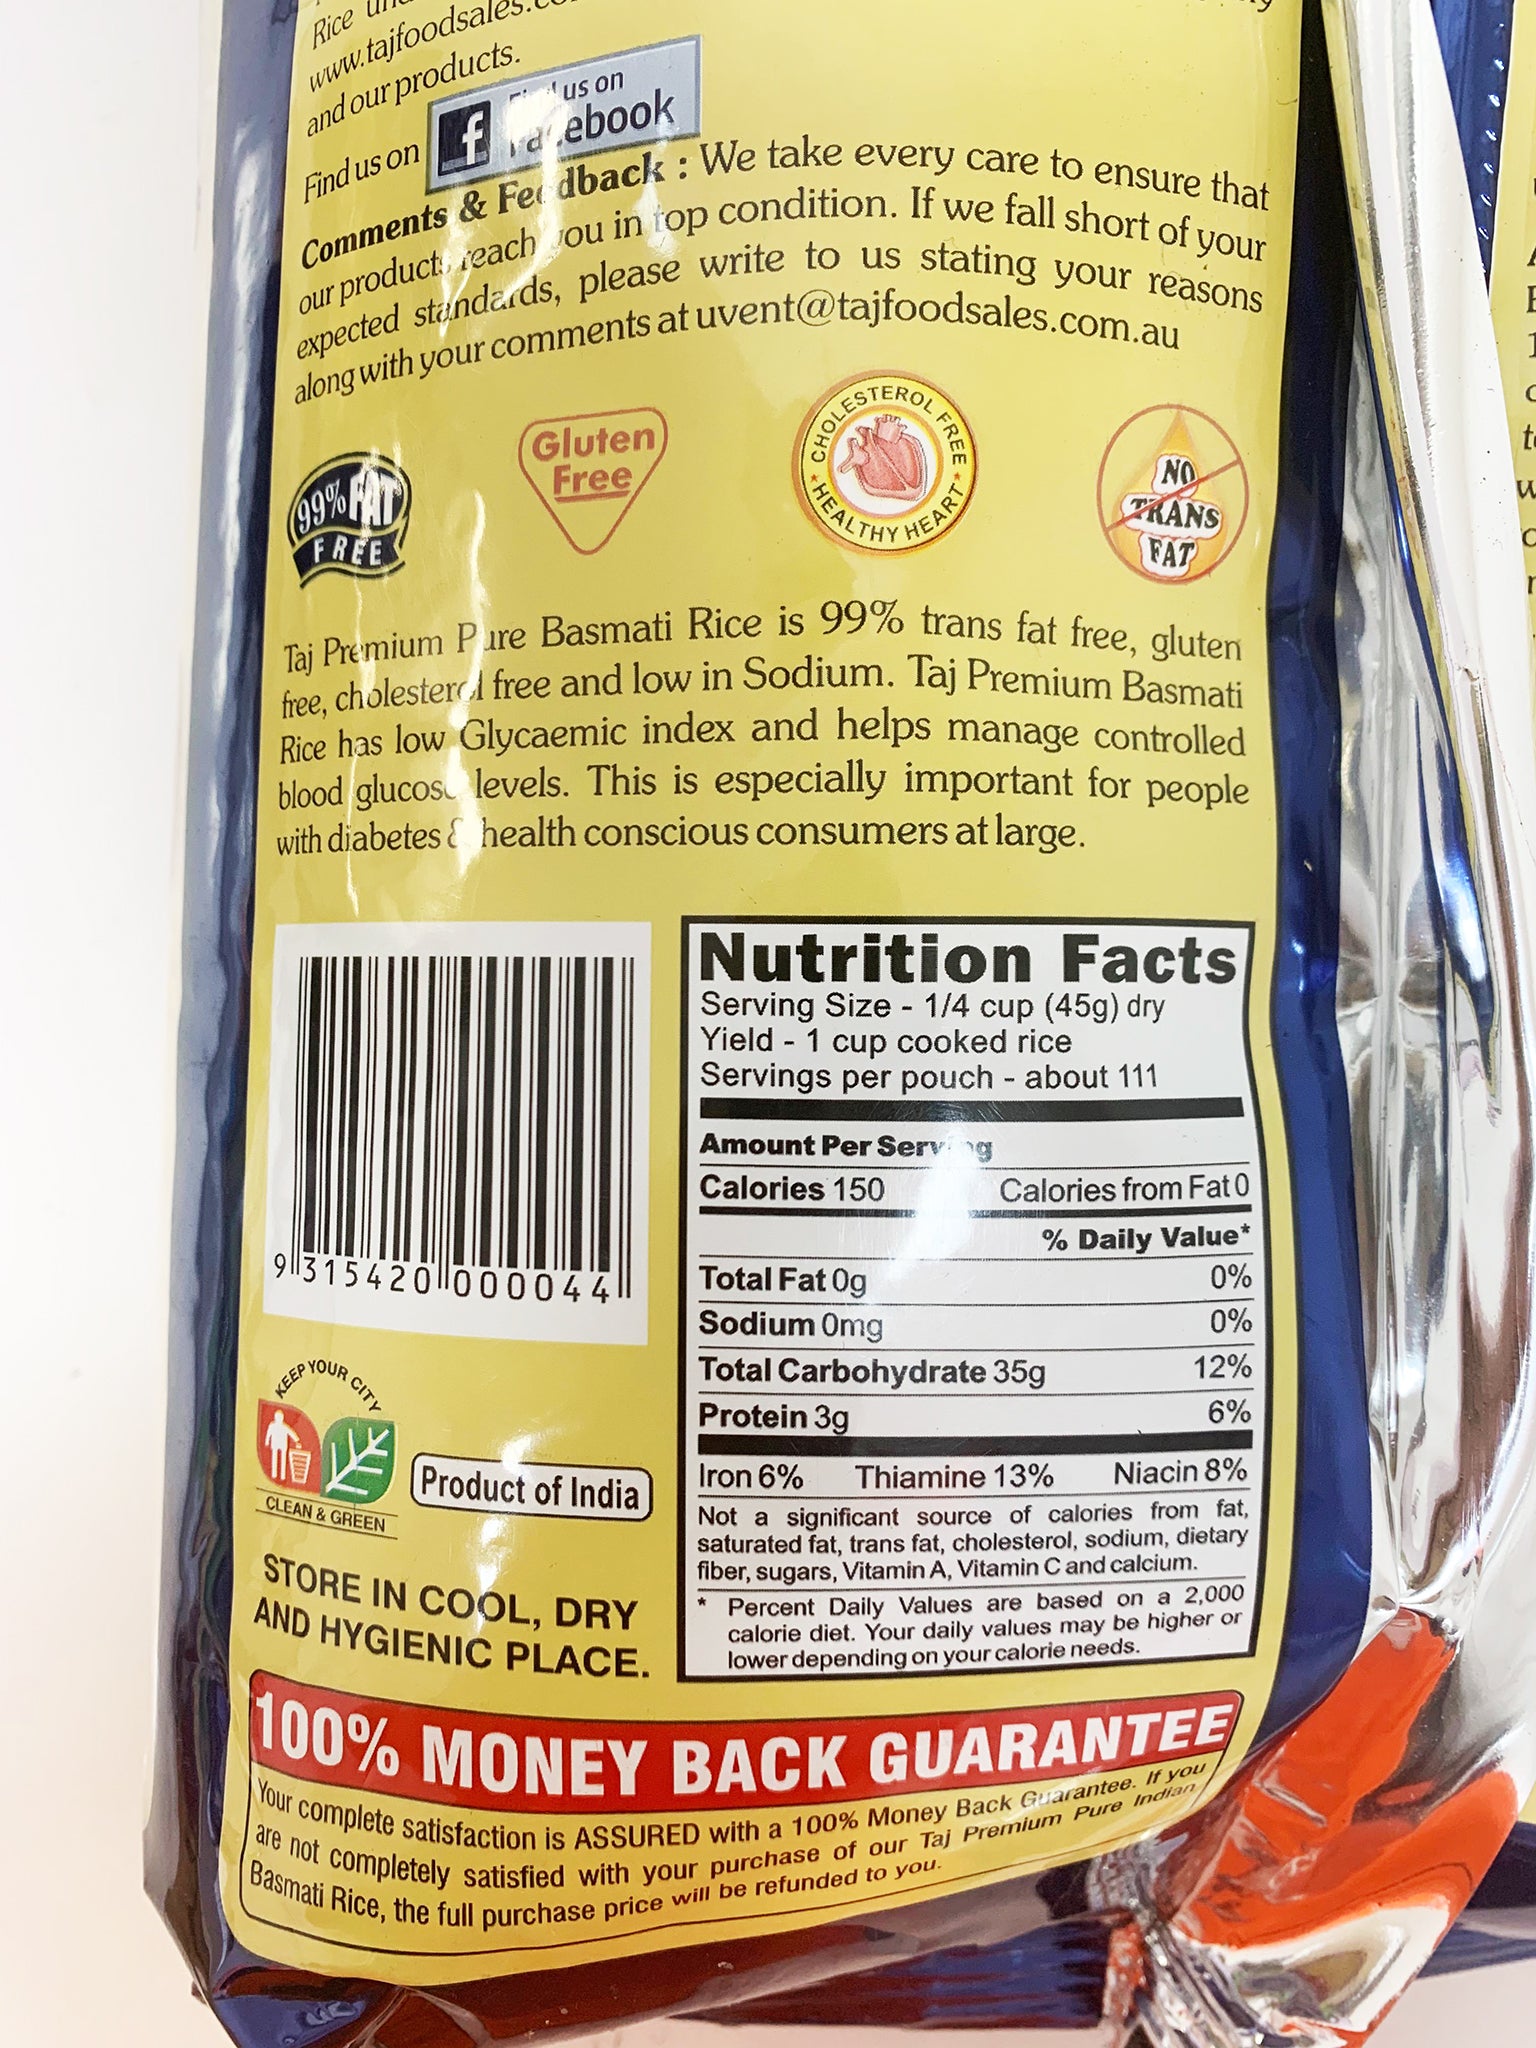 Rice
www.tajfoodsales.co
and our products.
Find us on
f
us on
Facebook
Comments & Feedback : We take every care to ensure that
our products reach you in top condition. If we fall short of your
expected standards, please write to us stating your reasons
along with your comments at uvent@tajfoodsales.com.au
99% FAT
FREE
Gluten
Free
CHOLESTEROL FREE
HEALTHY HEART
NO
TRANS
FAT
Taj Premium Pure Basmati Rice is 99% trans fat free, gluten
free, cholesterol free and low in Sodium. Taj Premium Basmati
Rice has low Glycaemic index and helps manage controlled
blood glucose levels. This is especially important for people
with diabetes & health conscious consumers at large.
9 315420 000044
KEEP YOUR CITY
CLEAN & GREEN
Product of India
STORE IN COOL, DRY
AND HYGIENIC PLACE.
Nutrition Facts
Serving Size - 1/4 cup (45g) dry
Yield - 1 cup cooked rice
Servings per pouch - about 111
Amount Per Serving
Calories 150 Calories from Fat 0
% Daily Value*
Total Fat 0g 0%
Sodium 0mg 0%
Total Carbohydrate 35g 12%
Protein 3g 6%
Iron 6% Thiamine 13% Niacin 8%
Not a significant source of calories from fat,
saturated fat, trans fat, cholesterol, sodium, dietary
fiber, sugars, Vitamin A, Vitamin C and calcium.
* Percent Daily Values are based on a 2,000
calorie diet. Your daily values may be higher or
lower depending on your calorie needs.
100% MONEY BACK GUARANTEE
Your complete satisfaction is ASSURED with a 100% Money Back Guarantee. If you
are not completely satisfied with your purchase of our Taj Premium Pure Indian
Basmati Rice, the full purchase price will be refunded to you.